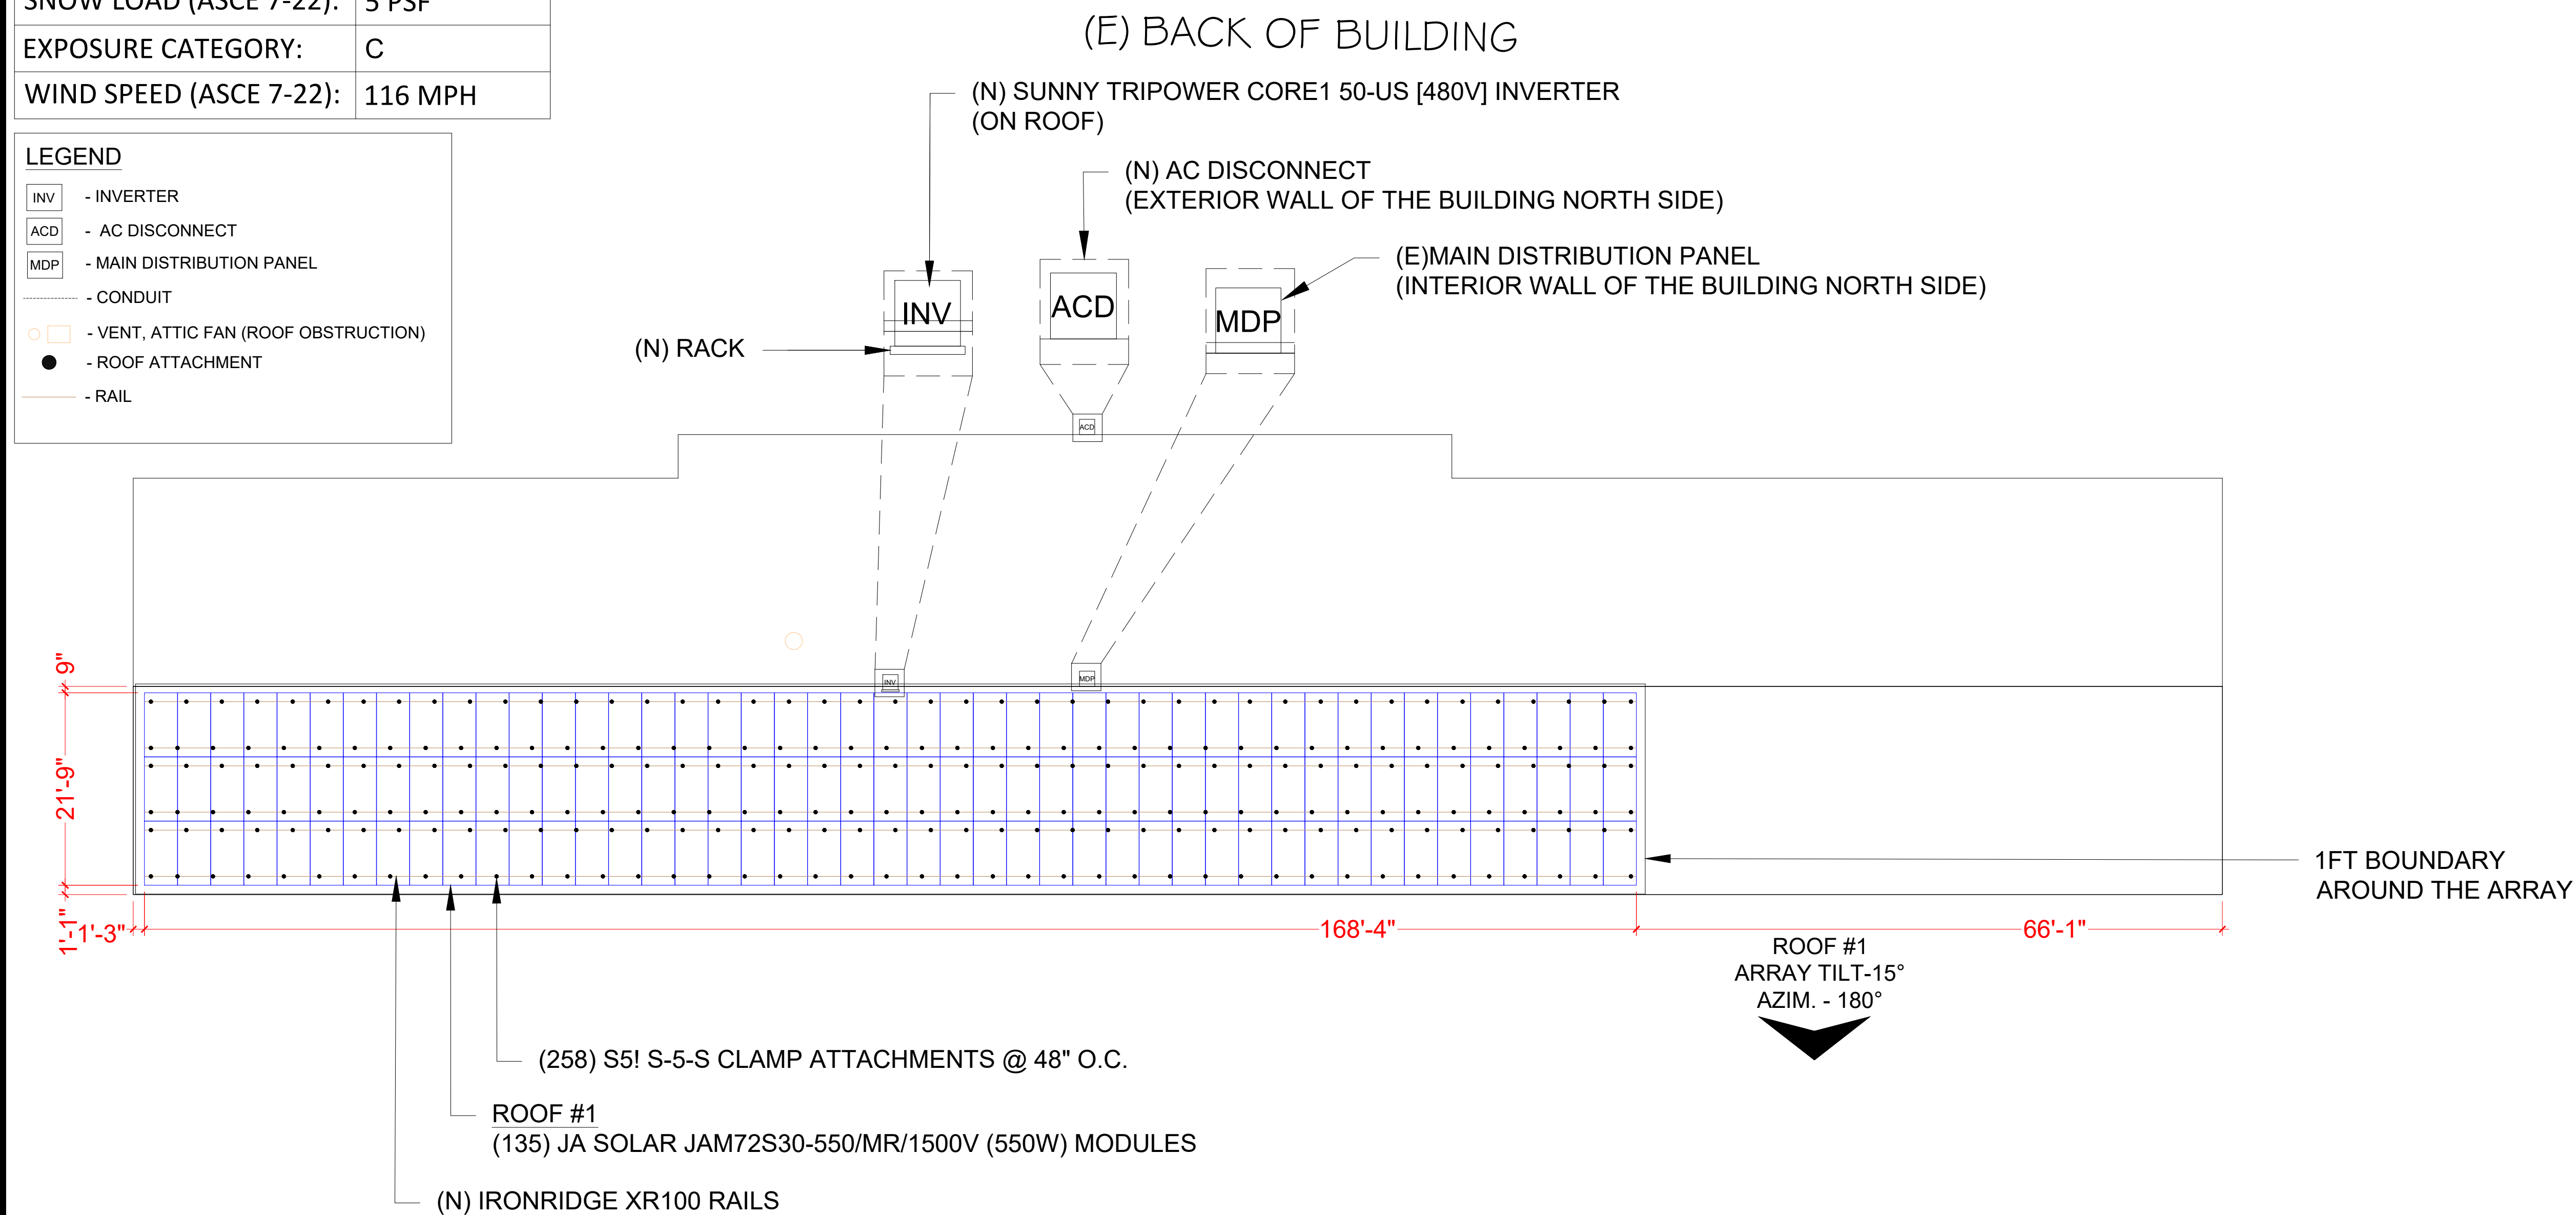 SNOW LOAD (ASCE 7-22): 5 PSF
EXPOSURE CATEGORY: C
WIND SPEED (ASCE 7-22): 116 MPH
LEGEND
INV - INVERTER
ACD - AC DISCONNECT
MDP - MAIN DISTRIBUTION PANEL
- CONDUIT
- VENT, ATTIC FAN (ROOF OBSTRUCTION)
- ROOF ATTACHMENT
- RAIL
(E) BACK OF BUILDING
(N) SUNNY TRIPOWER CORE1 50-US [480V] INVERTER
(ON ROOF)
(N) AC DISCONNECT
(EXTERIOR WALL OF THE BUILDING NORTH SIDE)
(E)MAIN DISTRIBUTION PANEL
(INTERIOR WALL OF THE BUILDING NORTH SIDE)
INV
ACD
MDP
(N) RACK
ACD
INV
MDP
9"
21'-9"
1'-1"
1'-3"
168'-4"
66'-1"
1FT BOUNDARY
AROUND THE ARRAY
ROOF #1
ARRAY TILT-15°
AZIM. - 180°
(258) S5! S-5-S CLAMP ATTACHMENTS @ 48" O.C.
ROOF #1
(135) JA SOLAR JAM72S30-550/MR/1500V (550W) MODULES
(N) IRONRIDGE XR100 RAILS